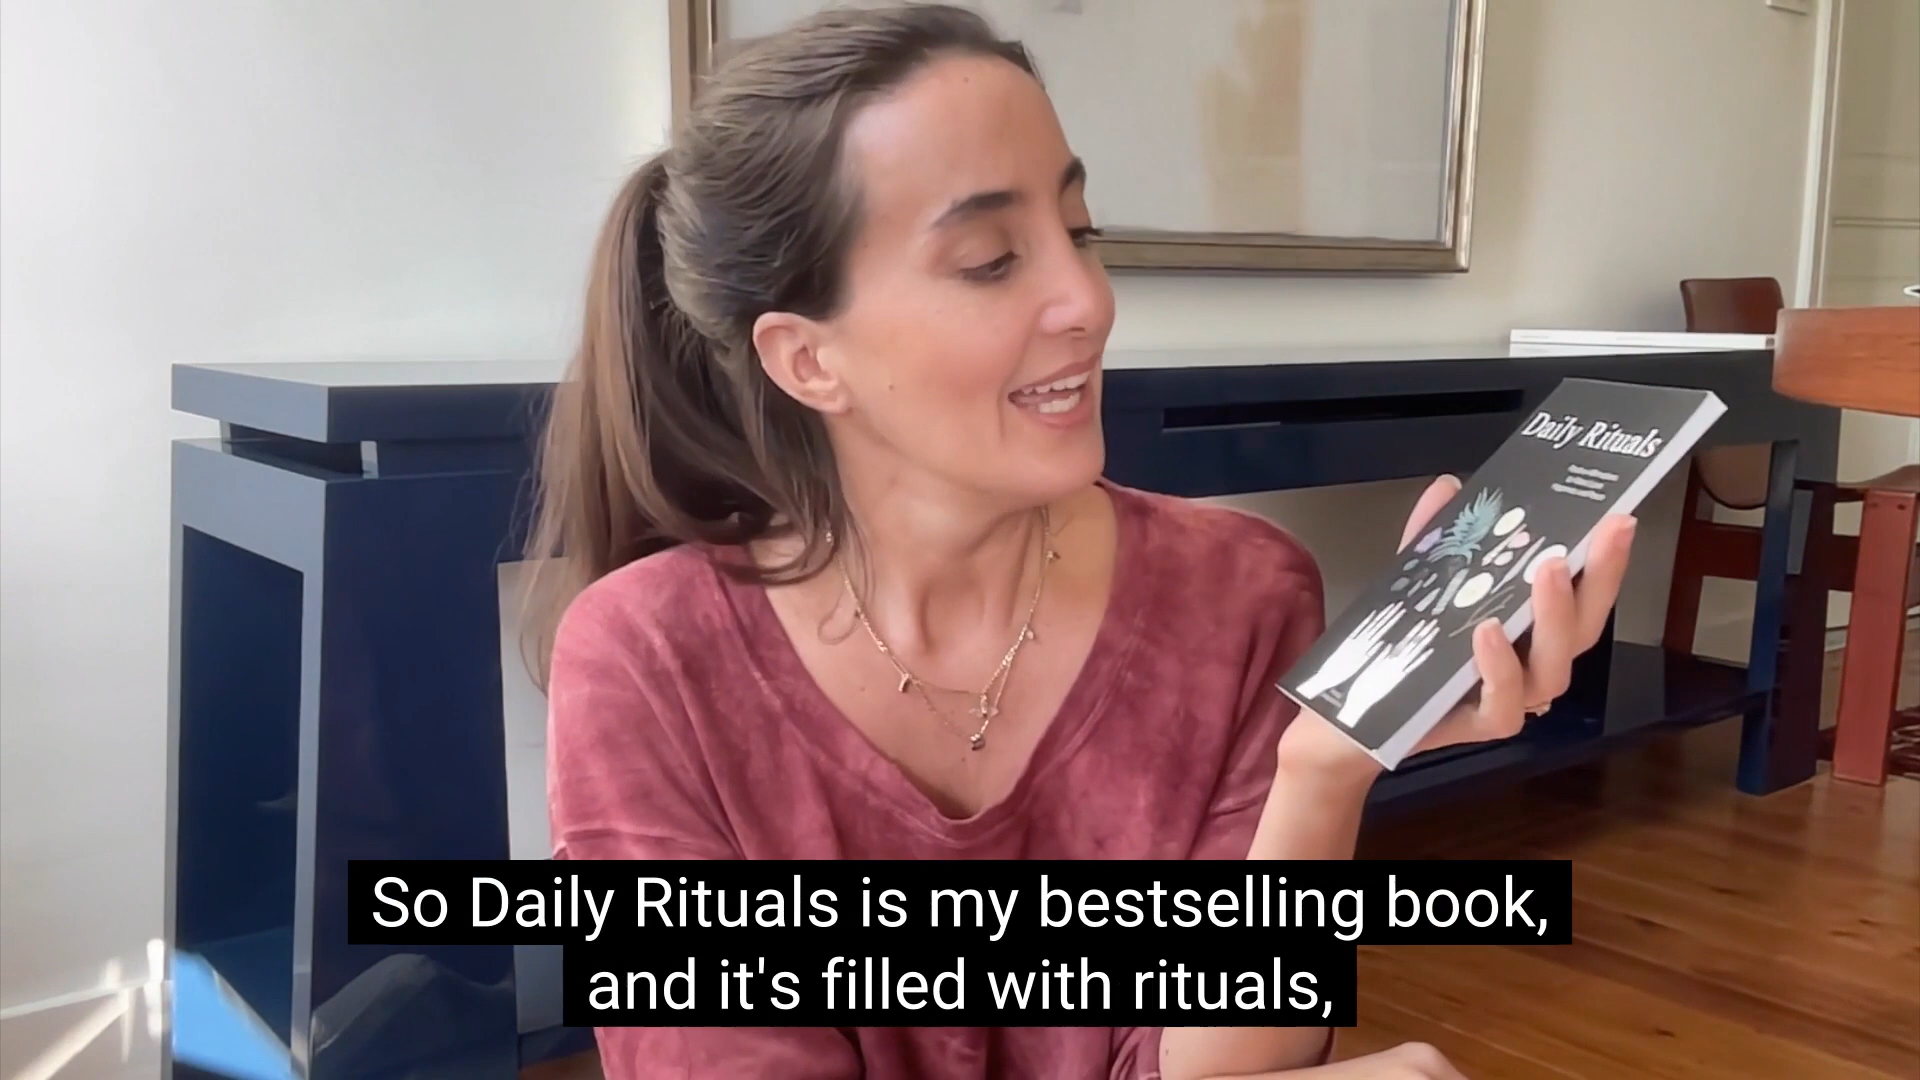 Daily Rituals
So Daily Rituals is my bestselling book,
and it's filled with rituals,